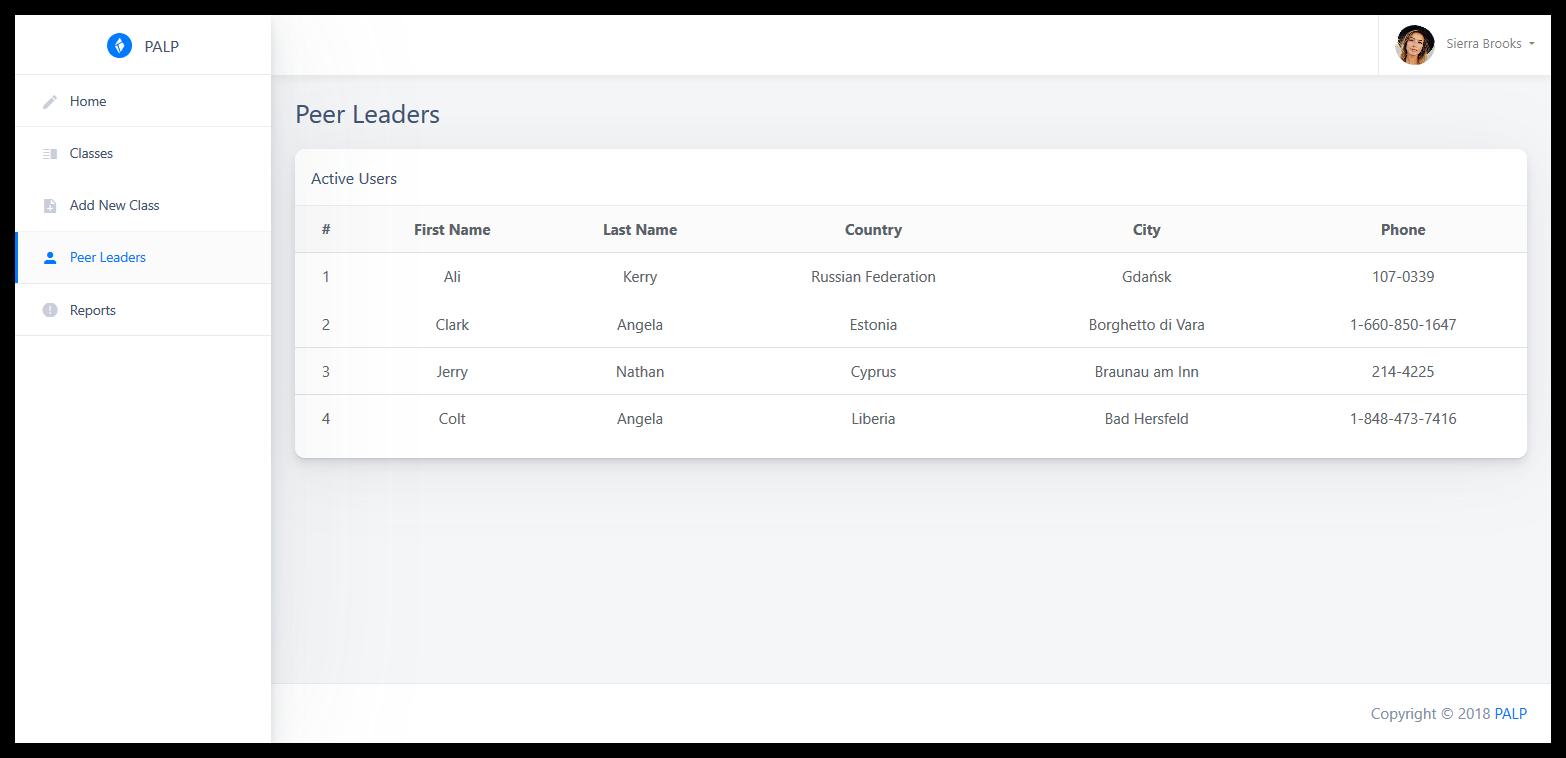 PALP
Sierra Brooks
Home
Classes
Add New Class
Peer Leaders
Reports
Peer Leaders
Active Users
# First Name Last Name Country City Phone
1 Ali Kerry Russian Federation Gdańsk 107-0339
2 Clark Angela Estonia Borghetto di Vara 1-660-850-1647
3 Jerry Nathan Cyprus Braunau am Inn 214-4225
4 Colt Angela Liberia Bad Hersfeld 1-848-473-7416
Copyright © 2018 PALP